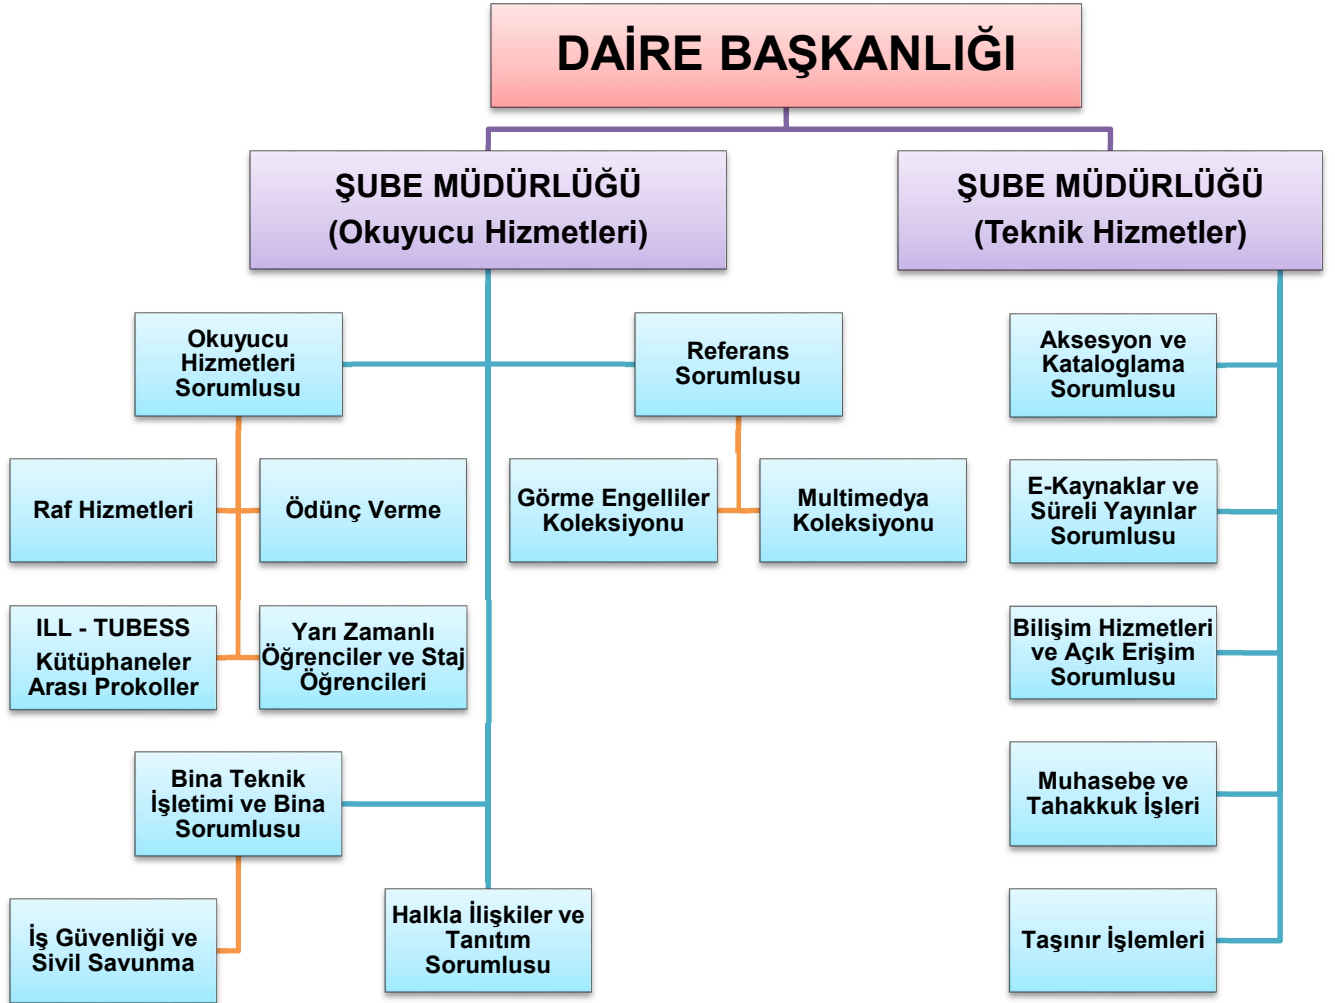 DAİRE BAŞKANLIĞI
ŞUBE MÜDÜRLÜĞÜ
(Okuyucu Hizmetleri)
ŞUBE MÜDÜRLÜĞÜ
(Teknik Hizmetler)
Okuyucu
Hizmetleri
Sorumlusu
Referans
Sorumlusu
Aksesyon ve
Kataloglama
Sorumlusu
Raf Hizmetleri
Ödünç Verme
Görme Engelliler
Koleksiyonu
Multimedya
Koleksiyonu
E-Kaynaklar ve
Süreli Yayınlar
Sorumlusu
ILL - TUBESS
Kütüphaneler
Arası Prokoller
Yarı Zamanlı
Öğrenciler ve Staj
Öğrencileri
Bilişim Hizmetleri
ve Açık Erişim
Sorumlusu
Bina Teknik
İşletimi ve Bina
Sorumlusu
Muhasebe ve
Tahakkuk İşleri
İş Güvenliği ve
Sivil Savunma
Halkla İlişkiler ve
Tanıtım
Sorumlusu
Taşınır İşlemleri